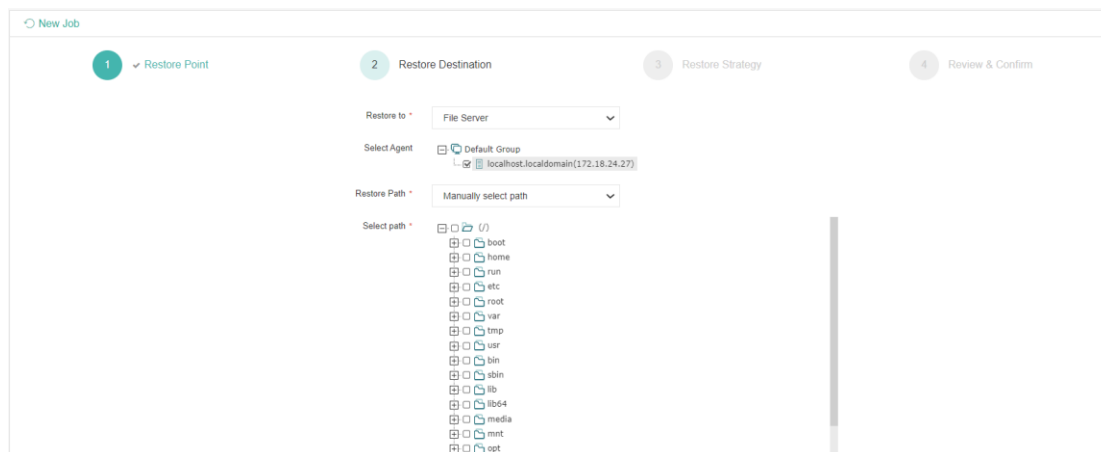 New Job
1 Restore Point
2 Restore Destination
3 Restore Strategy
4 Review & Confirm
Restore to * File Server
Select Agent Default Group
localhost.localdomain(172.18.24.27)
Restore Path * Manually select path
Select path * (/)
boot
home
run
etc
root
var
tmp
usr
bin
sbin
lib
lib64
media
mnt
opt